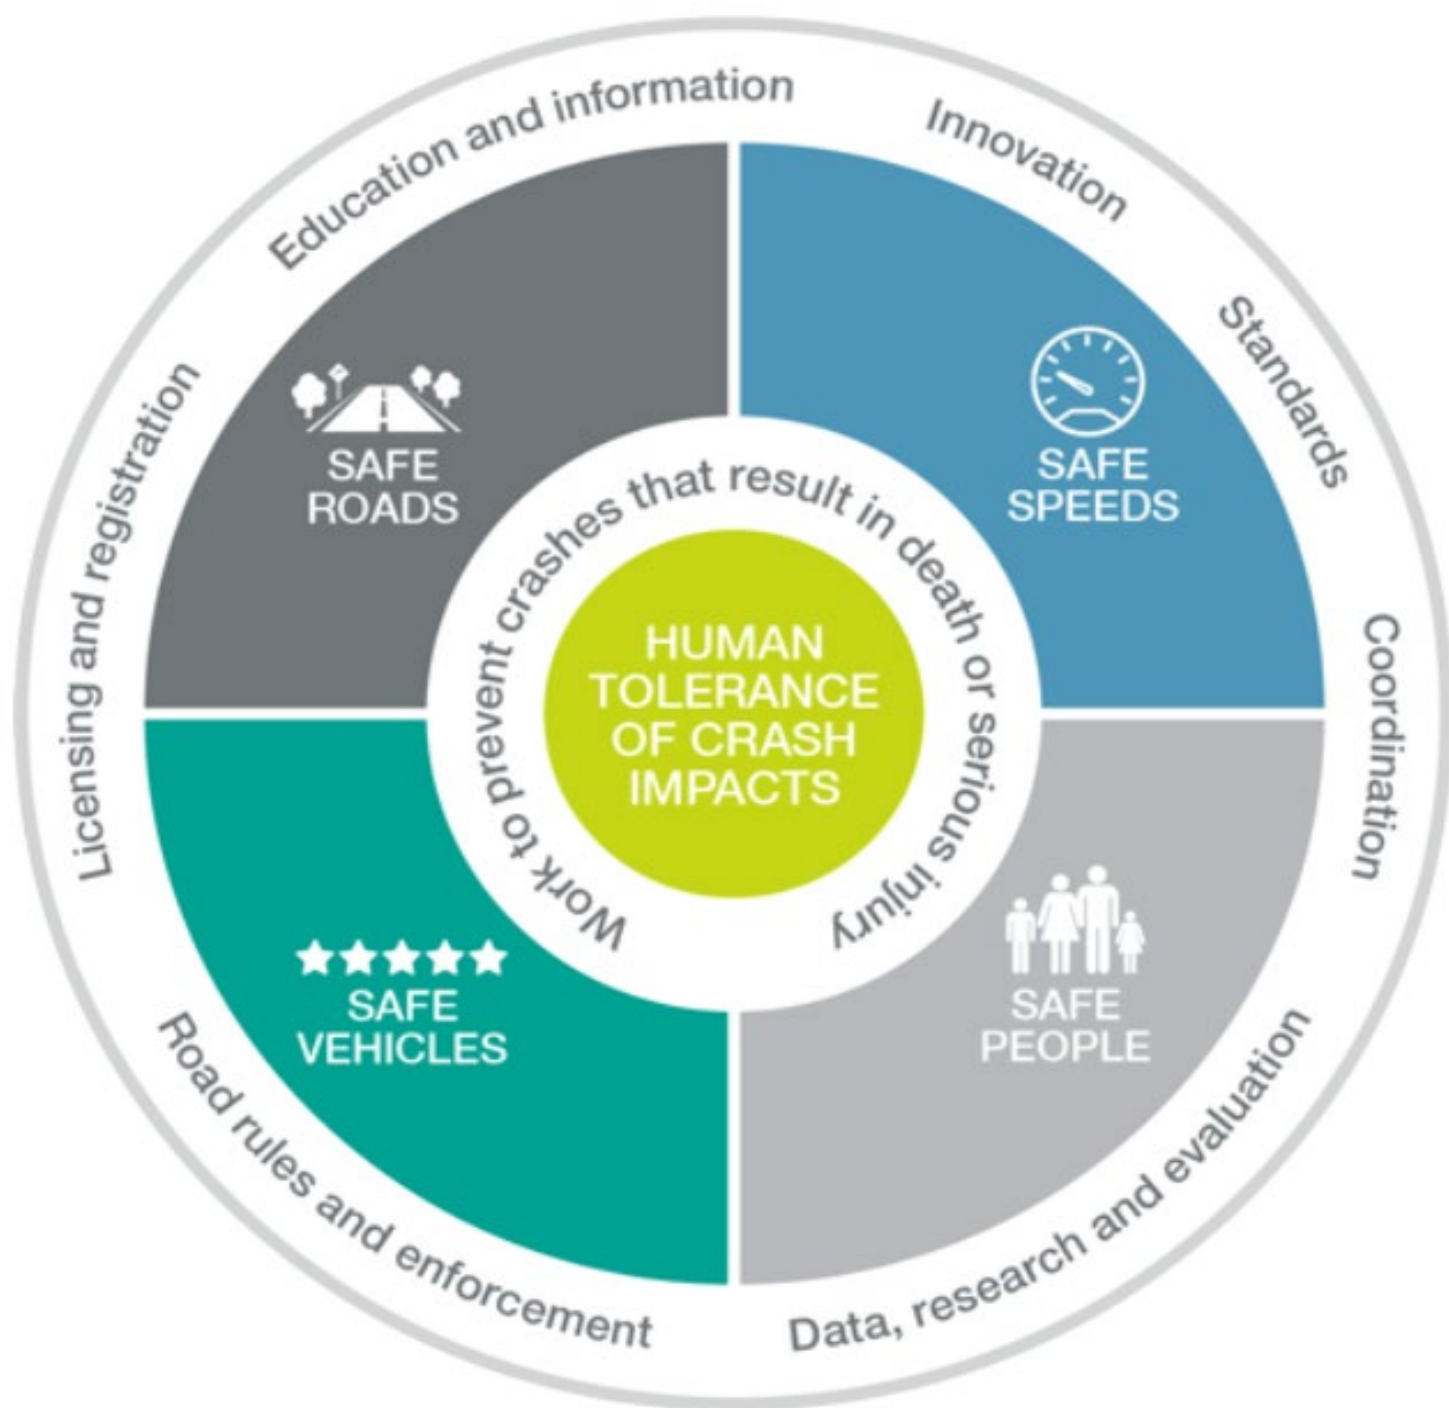 Education and information
Innovation
Standards
Coordination
Data, research and evaluation
Road rules and enforcement
Licensing and registration
SAFE
ROADS
SAFE
SPEEDS
SAFE
PEOPLE
SAFE
VEHICLES
Work to prevent crashes that result in death or serious injury
HUMAN
TOLERANCE
OF CRASH
IMPACTS